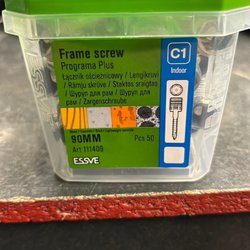 Frame screw
Programa Plus
Łącznik ościeżnicowy / Lengikruvi
/ Rāmju skrūve / Staktos sraigtas
/ Шуруп для рам / Шуруп для
рам / Zargenschraube
C1
Indoor
90MM
Pcs 50
Art 111409
ESSVE